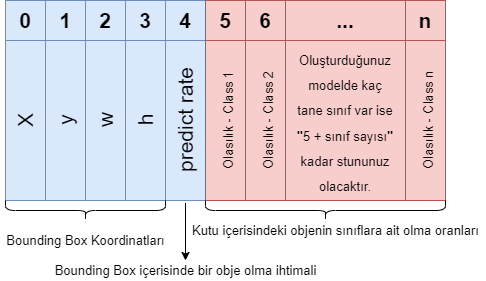 0 1 2 3 4 5 6 ... n
X
y
w
h
predict rate
Olasılık - Class 1
Olasılık - Class 2
Oluşturduğunuz
modelde kaç
tane sınıf var ise
"5 + sınıf sayısı"
kadar stununuz
olacaktır.
Olasılık - Class n
Bounding Box Koordinatları
Kutu içerisindeki objenin sınıflara ait olma oranları
Bounding Box içerisinde bir obje olma ihtimali